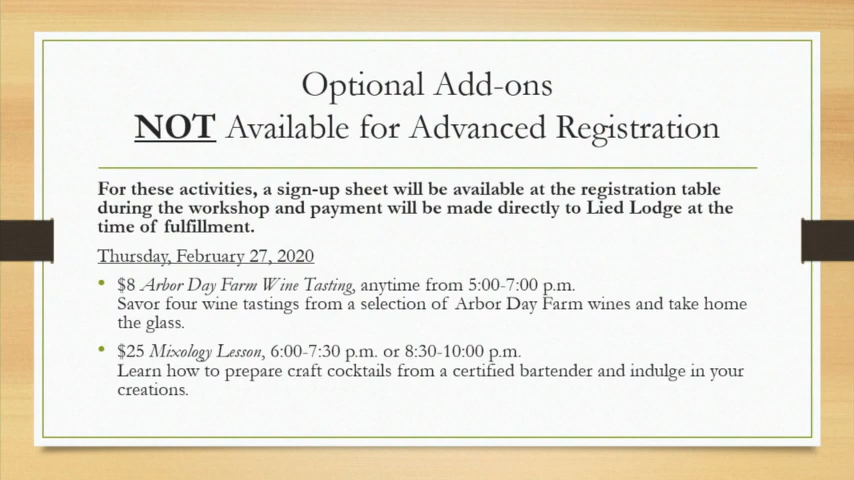 Optional Add-ons
NOT Available for Advanced Registration
For these activities, a sign-up sheet will be available at the registration table
during the workshop and payment will be made directly to Lied Lodge at the
time of fulfillment.
Thursday, February 27, 2020
• $8 Arbor Day Farm Wine Tasting, anytime from 5:00-7:00 p.m.
Savor four wine tastings from a selection of Arbor Day Farm wines and take home
the glass.
• $25 Mixology Lesson, 6:00-7:30 p.m. or 8:30-10:00 p.m.
Learn how to prepare craft cocktails from a certified bartender and indulge in your
creations.